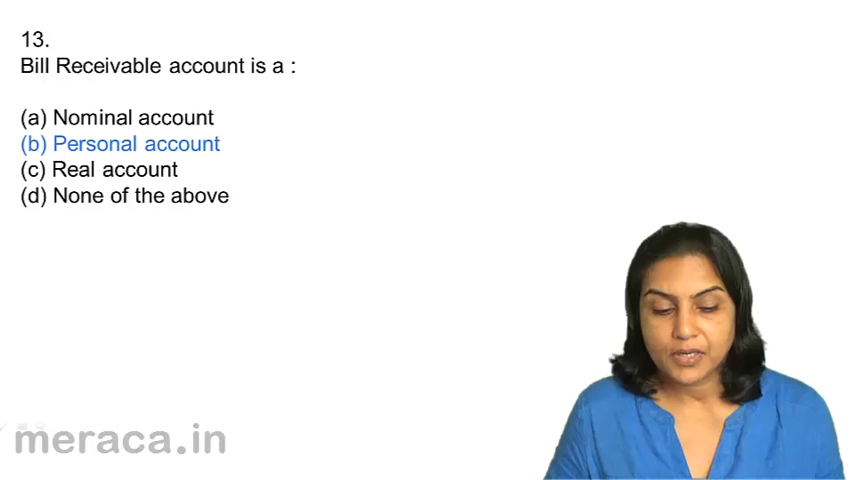 13.
Bill Receivable account is a :
(a) Nominal account
(b) Personal account
(c) Real account
(d) None of the above
meraca.in